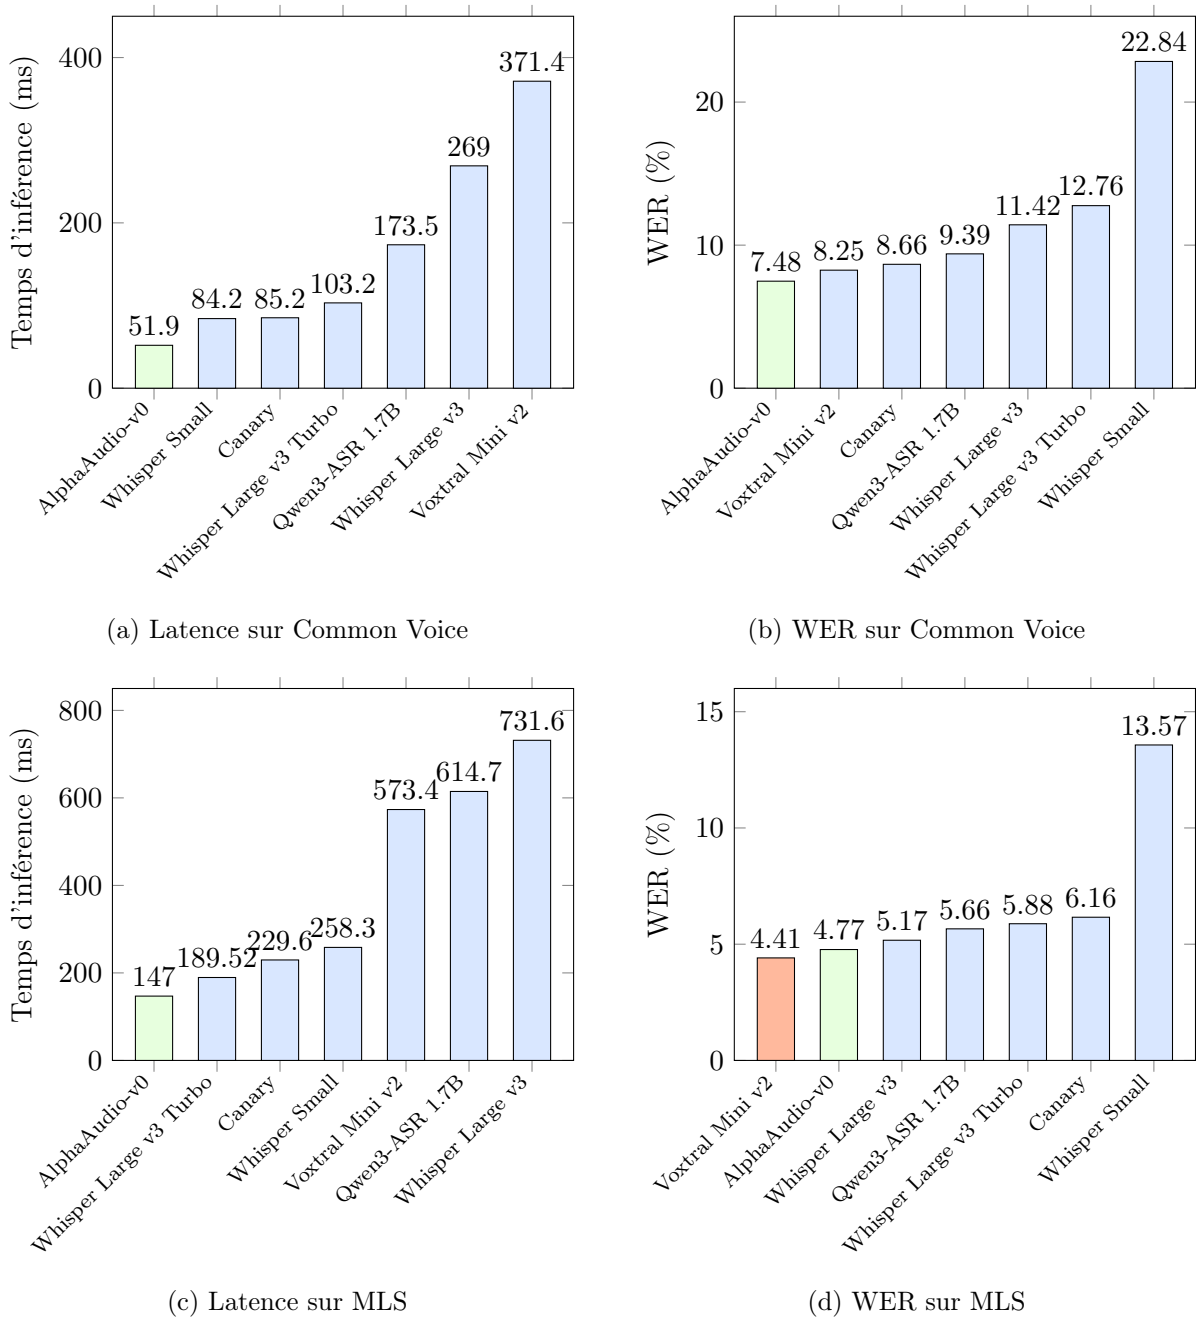 Temps d'inférence (ms)
400
200
0
51.9
84.2
85.2
103.2
173.5
269
371.4
AlphaAudio-v0
Whisper Small
Canary
Whisper Large v3 Turbo
Qwen3-ASR 1.7B
Whisper Large v3
Voxtral Mini v2
(a) Latence sur Common Voice
WER (%)
20
10
0
7.48
8.25
8.66
9.39
11.42
12.76
22.84
AlphaAudio-v0
Voxtral Mini v2
Canary
Qwen3-ASR 1.7B
Whisper Large v3
Whisper Large v3 Turbo
Whisper Small
(b) WER sur Common Voice
Temps d'inférence (ms)
800
600
400
200
0
147
189.52
229.6
258.3
573.4
614.7
731.6
AlphaAudio-v0
Whisper Large v3 Turbo
Canary
Whisper Small
Voxtral Mini v2
Qwen3-ASR 1.7B
Whisper Large v3
(c) Latence sur MLS
WER (%)
15
10
5
0
4.41
4.77
5.17
5.66
5.88
6.16
13.57
Voxtral Mini v2
AlphaAudio-v0
Whisper Large v3
Qwen3-ASR 1.7B
Whisper Large v3 Turbo
Canary
Whisper Small
(d) WER sur MLS